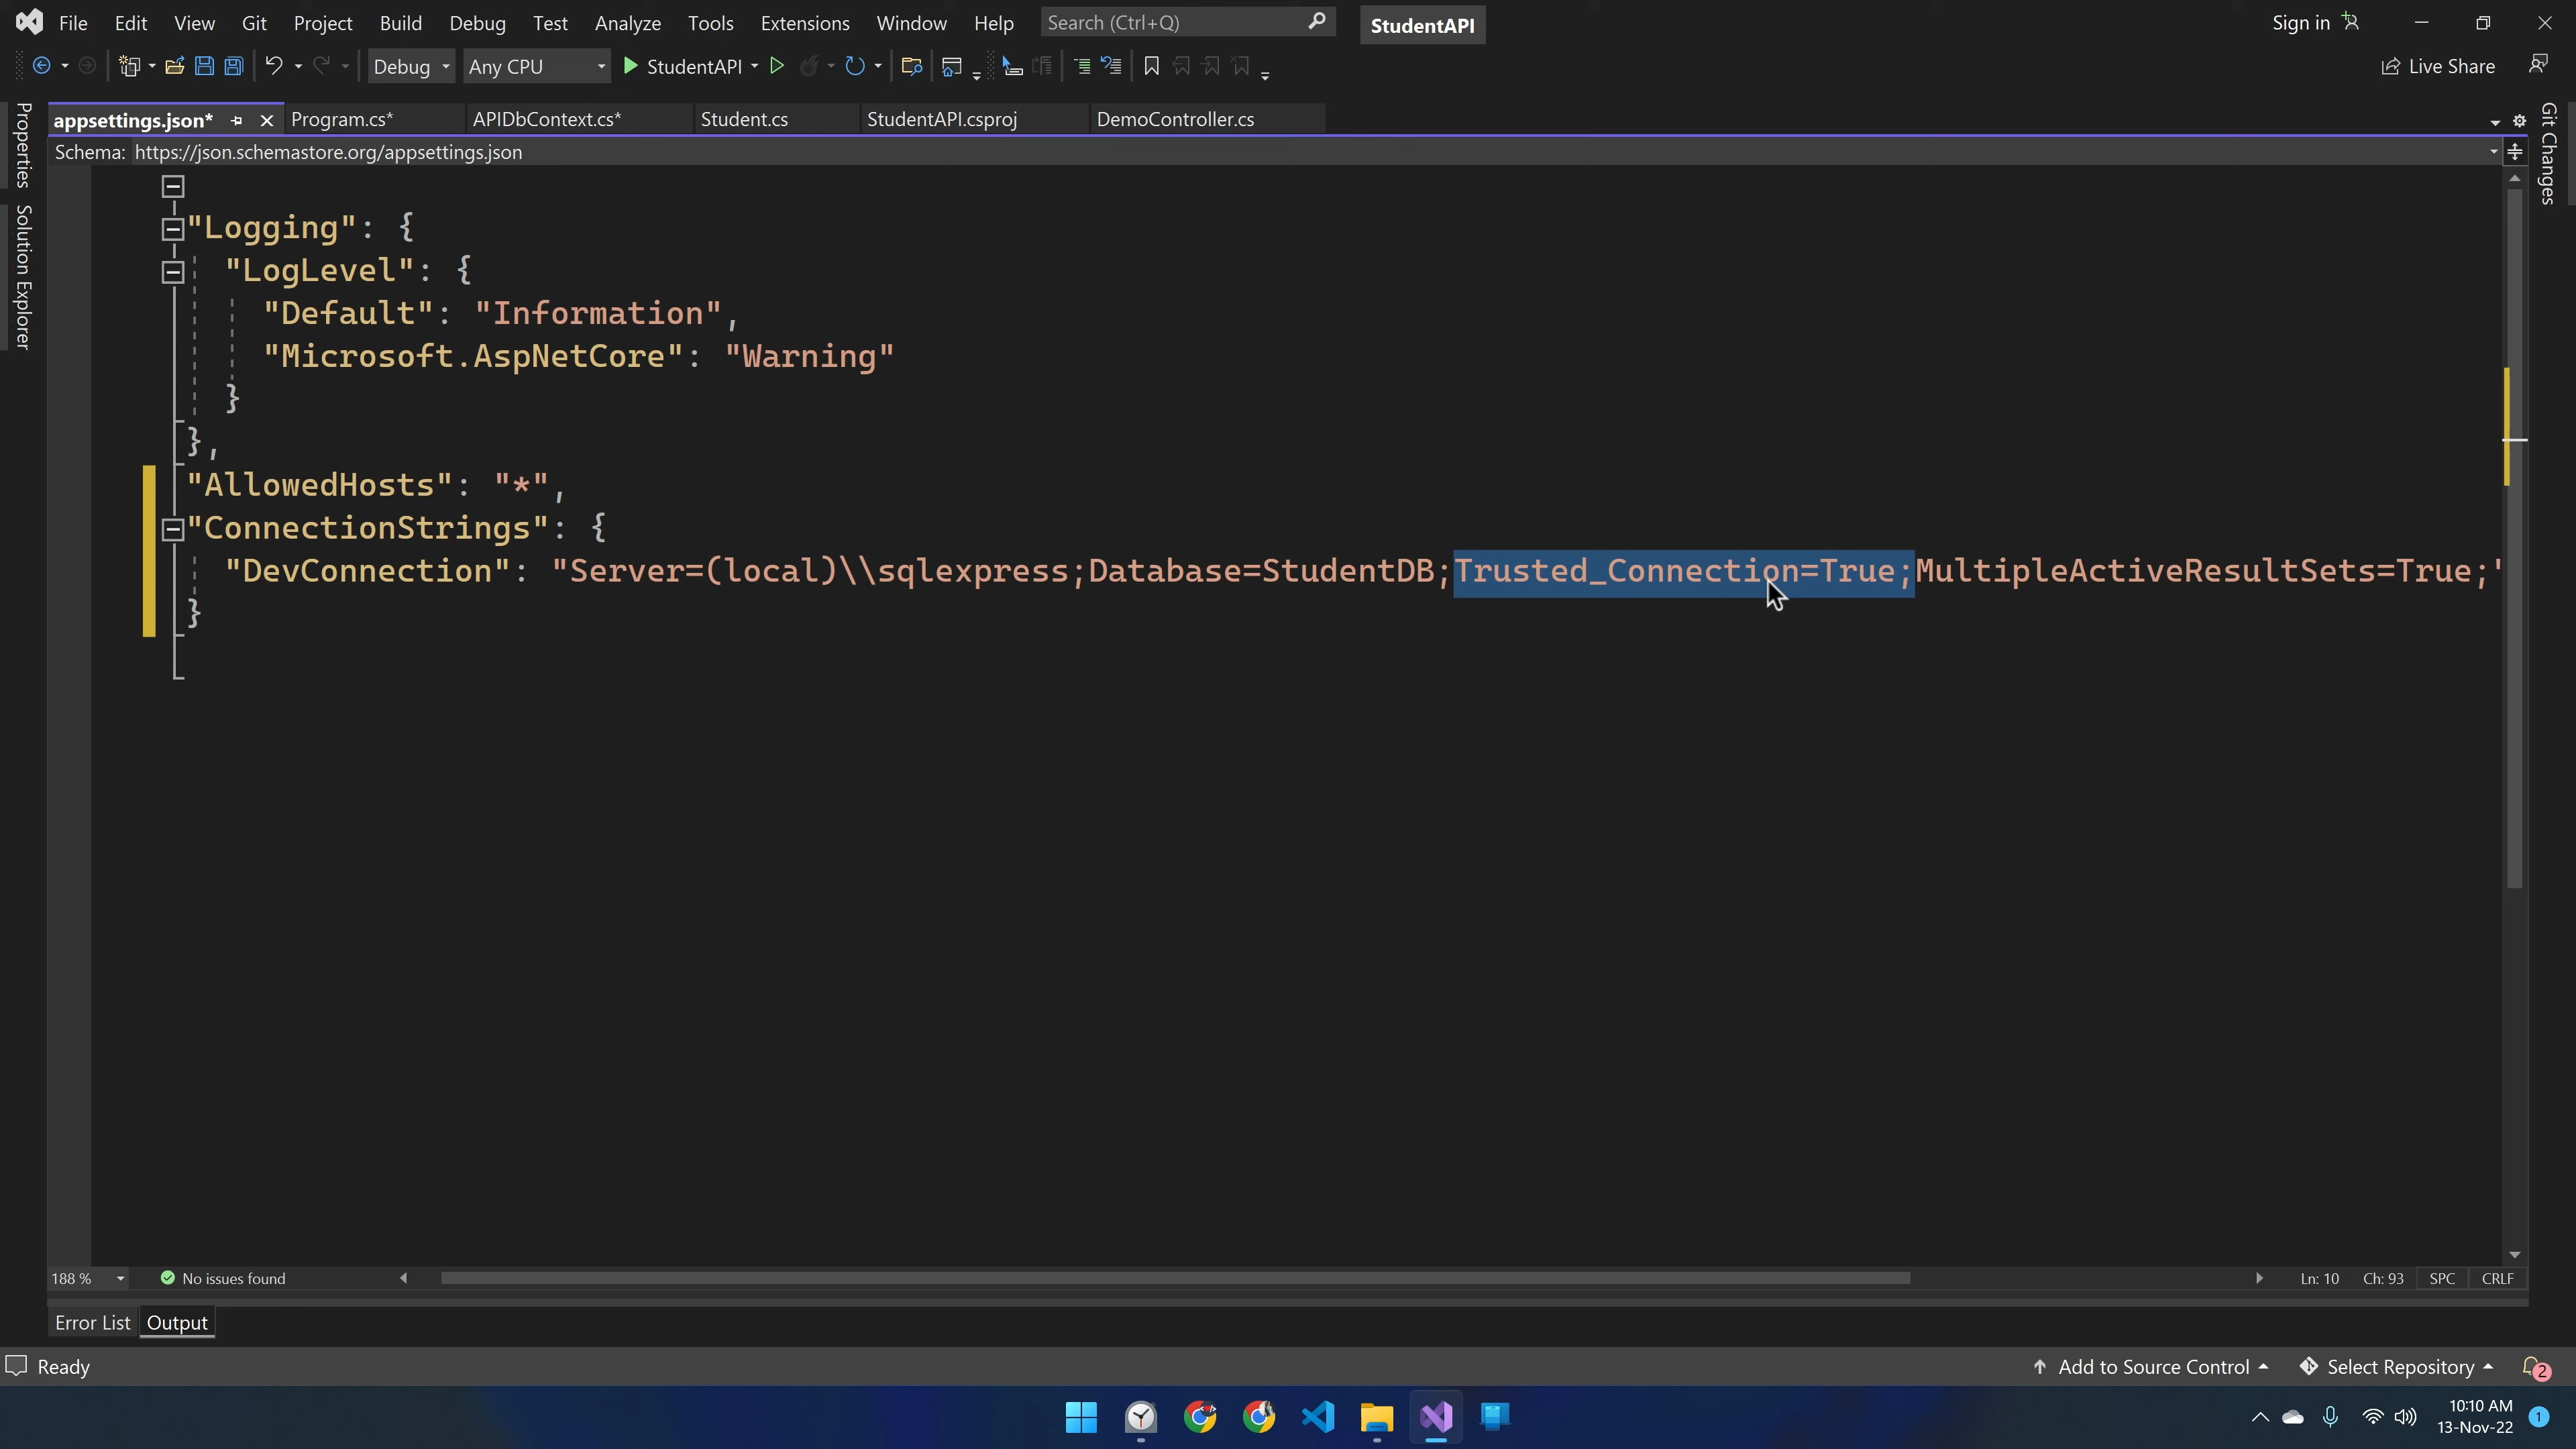 File Edit View Git Project Build Debug Test Analyze Tools Extensions Window Help Search (Ctrl+Q) StudentAPI Sign in
Debug Any CPU StudentAPI Live Share
appsettings.json* Program.cs* APIDbContext.cs* Student.cs StudentAPI.csproj DemoController.cs
Schema: https://json.schemastore.org/appsettings.json
Properties
Solution Explorer
Git Changes
"Logging": {
"LogLevel": {
"Default": "Information",
"Microsoft.AspNetCore": "Warning"
}
},
"AllowedHosts": "*",
"ConnectionStrings": {
"DevConnection": "Server=(local)\\sqlexpress;Database=StudentDB;Trusted_Connection=True;MultipleActiveResultSets=True;"
}
188 % No issues found Ln: 10 Ch: 93 SPC CRLF
Error List Output
Ready Add to Source Control Select Repository 2
10:10 AM
13-Nov-22 1